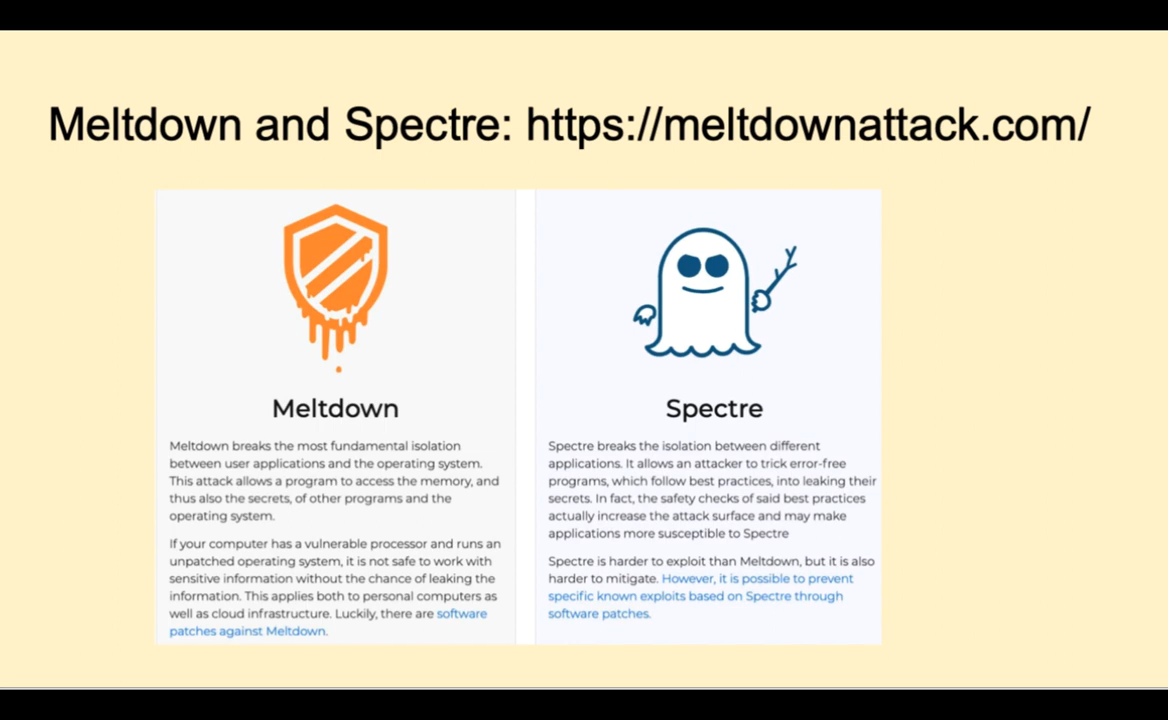 Meltdown and Spectre: https://meltdownattack.com/
Meltdown
Meltdown breaks the most fundamental isolation
between user applications and the operating system.
This attack allows a program to access the memory, and
thus also the secrets, of other programs and the
operating system.
If your computer has a vulnerable processor and runs an
unpatched operating system, it is not safe to work with
sensitive information without the chance of leaking the
information. This applies both to personal computers as
well as cloud infrastructure. Luckily, there are software
patches against Meltdown.
Spectre
Spectre breaks the isolation between different
applications. It allows an attacker to trick error-free
programs, which follow best practices, into leaking their
secrets. In fact, the safety checks of said best practices
actually increase the attack surface and may make
applications more susceptible to Spectre
Spectre is harder to exploit than Meltdown, but it is also
harder to mitigate. However, it is possible to prevent
specific known exploits based on Spectre through
software patches.